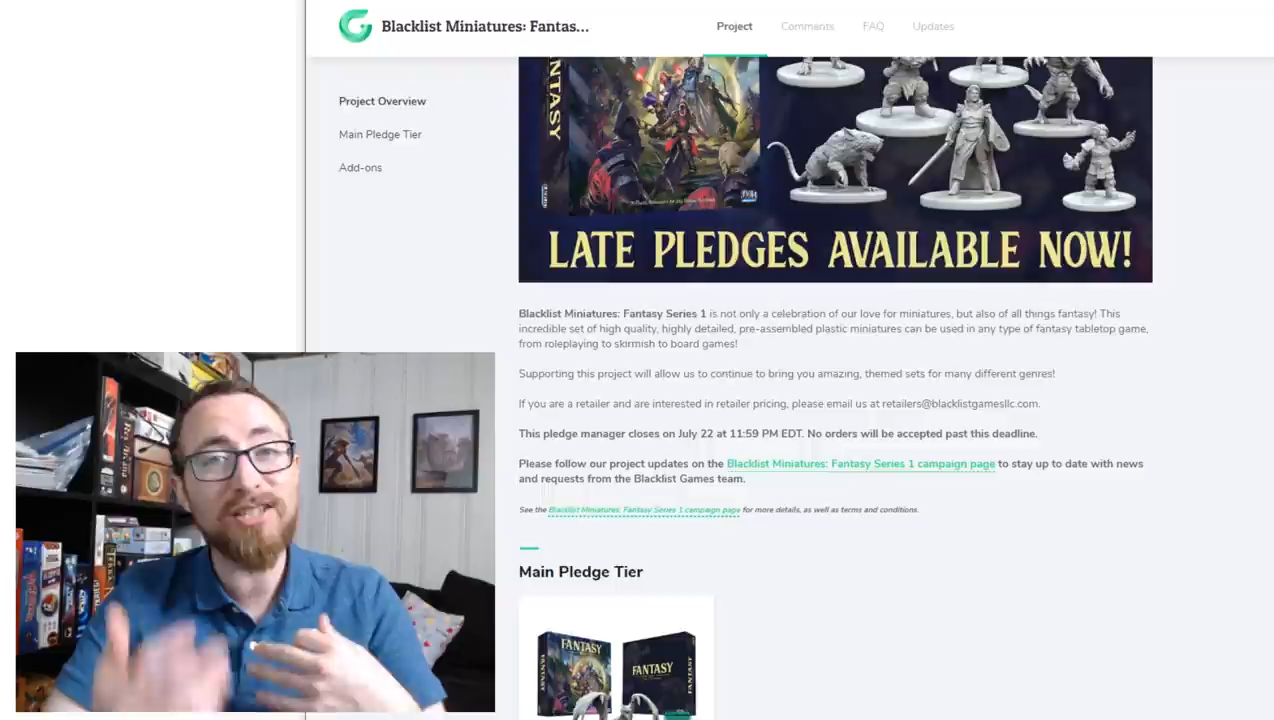 Blacklist Miniatures: Fantas...
Project
Comments
FAQ
Updates
Project Overview
Main Pledge Tier
Add-ons
FANTASY
LATE PLEDGES AVAILABLE NOW!
Blacklist Miniatures: Fantasy Series 1 is not only a celebration of our love for miniatures, but also of all things fantasy! This
incredible set of high quality, highly detailed, pre-assembled plastic miniatures can be used in any type of fantasy tabletop game,
from roleplaying to skirmish to board games!
Supporting this project will allow us to continue to bring you amazing, themed sets for many different genres!
If you are a retailer and are interested in retailer pricing, please email us at retailers@blacklistgamesllc.com.
This pledge manager closes on July 22 at 11:59 PM EDT. No orders will be accepted past this deadline.
Please follow our project updates on the Blacklist Miniatures: Fantasy Series 1 campaign page to stay up to date with news
and requests from the Blacklist Games team.
See the Blacklist Miniatures: Fantasy Series 1 campaign page for more details, as well as terms and conditions.
Main Pledge Tier
FANTASY
FANTASY
FANTASY
FANTASY